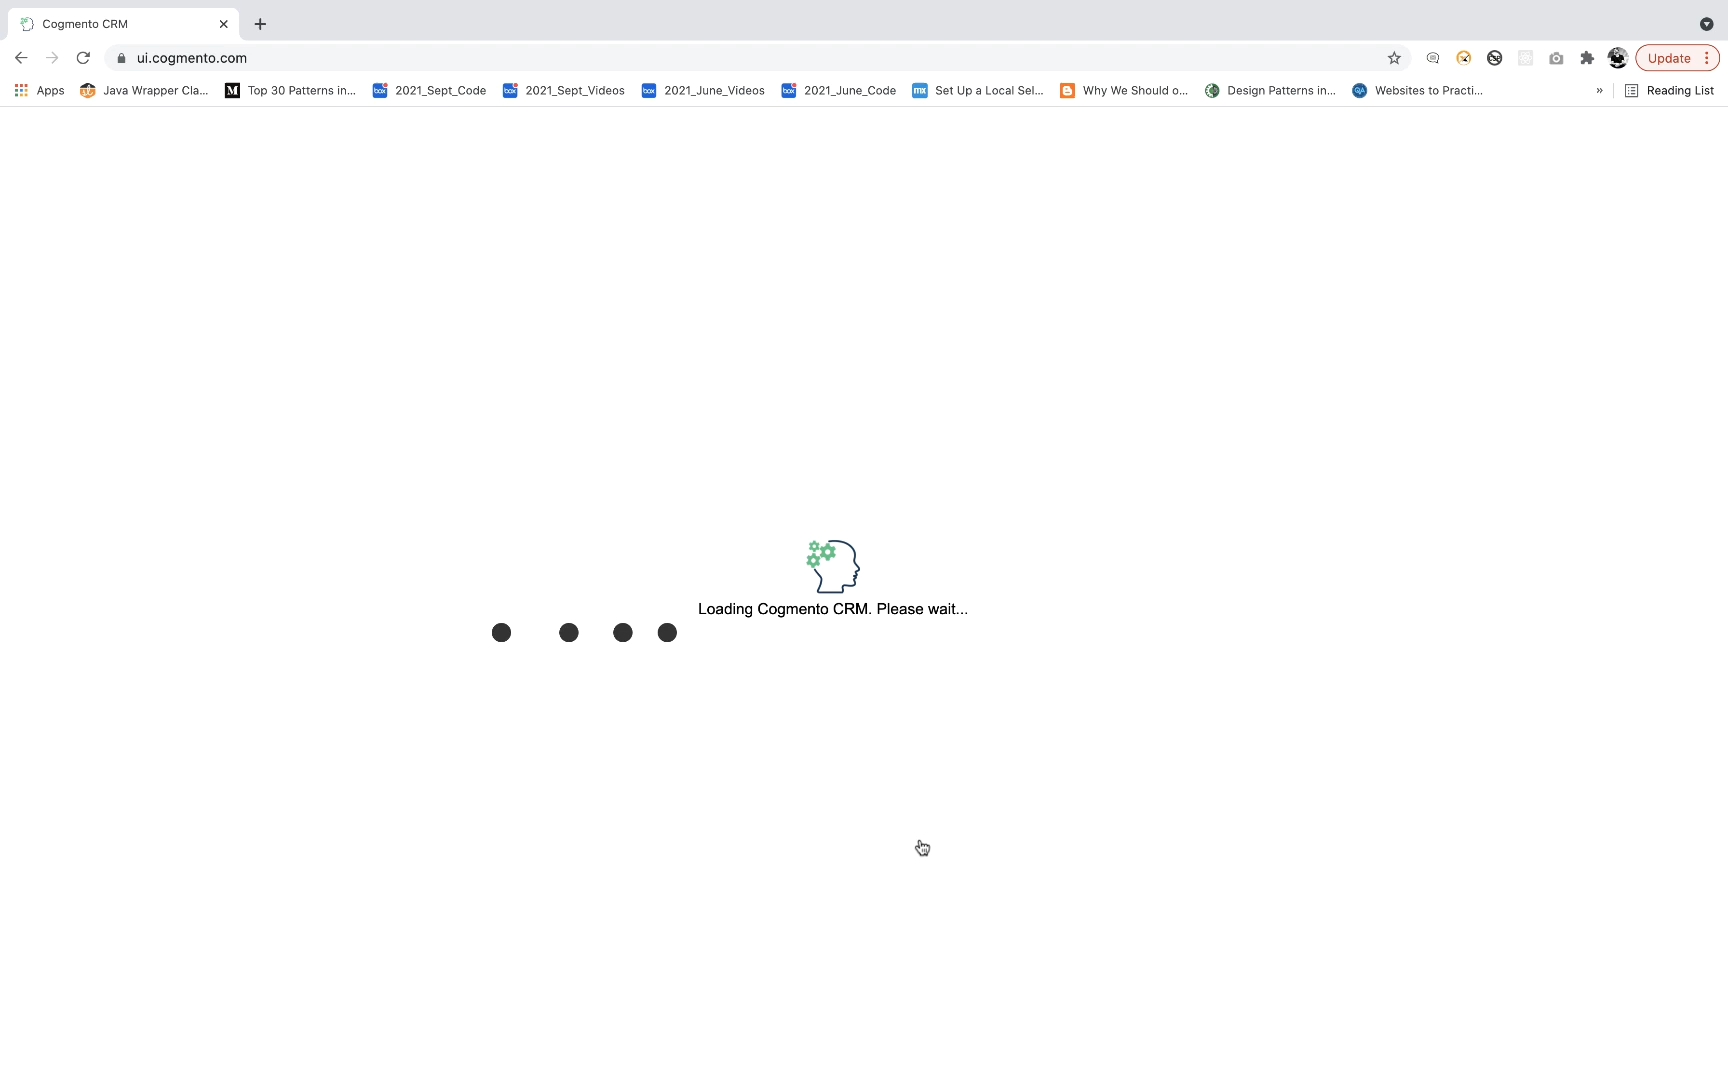 Cogmento CRM
ui.cogmento.com
Update
Apps Java Wrapper Cla... Top 30 Patterns in... 2021_Sept_Code 2021_Sept_Videos 2021_June_Videos 2021_June_Code Set Up a Local Sel... Why We Should o... Design Patterns in... Websites to Practi... » Reading List
Loading Cogmento CRM. Please wait...